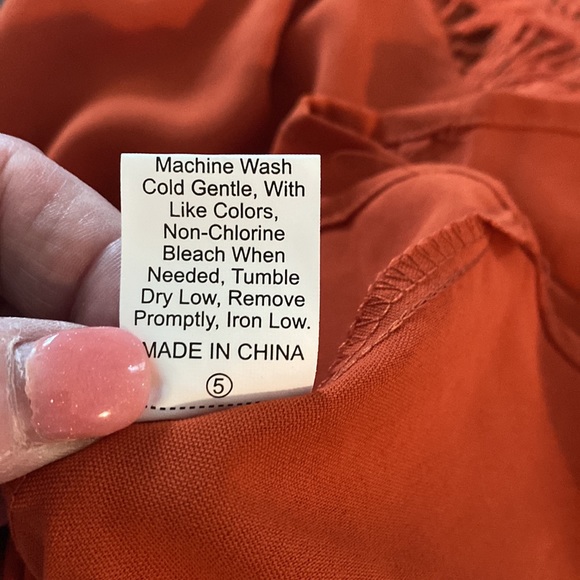 Machine Wash
Cold Gentle, With
Like Colors,
Non-Chlorine
Bleach When
Needed, Tumble
Dry Low, Remove
Promptly, Iron Low.
MADE IN CHINA
⑤